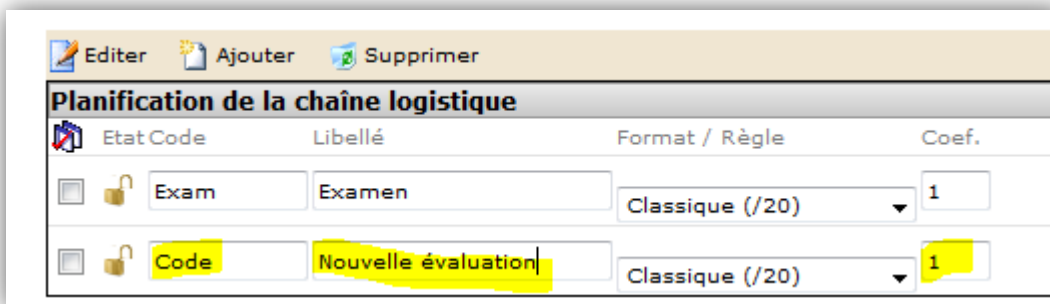 Editer Ajouter Supprimer
Planification de la chaîne logistique
Etat Code Libellé Format / Règle Coef.
Exam Examen Classique (/20) 1
Code Nouvelle évaluation Classique (/20) 1